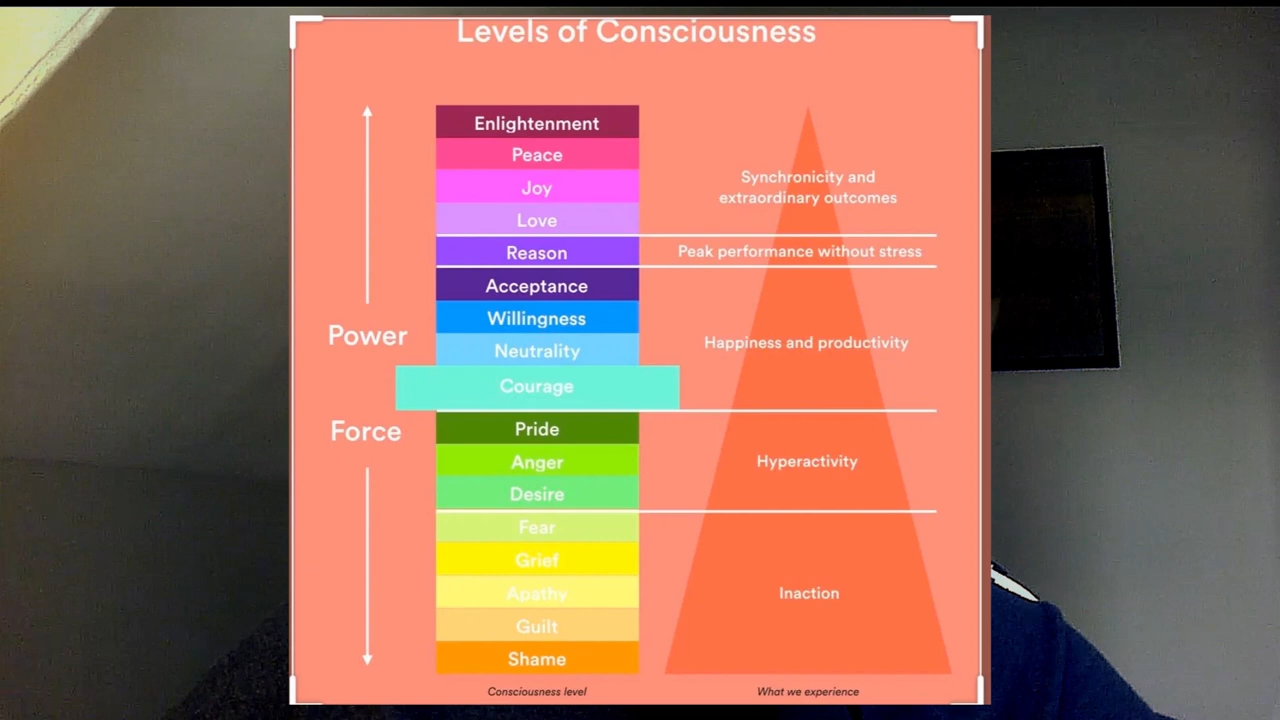 Levels of Consciousness
Enlightenment
Peace
Joy
Love
Reason
Acceptance
Willingness
Neutrality
Courage
Pride
Anger
Desire
Fear
Grief
Apathy
Guilt
Shame
Consciousness level
Power
Force
Synchronicity and
extraordinary outcomes
Peak performance without stress
Happiness and productivity
Hyperactivity
Inaction
What we experience